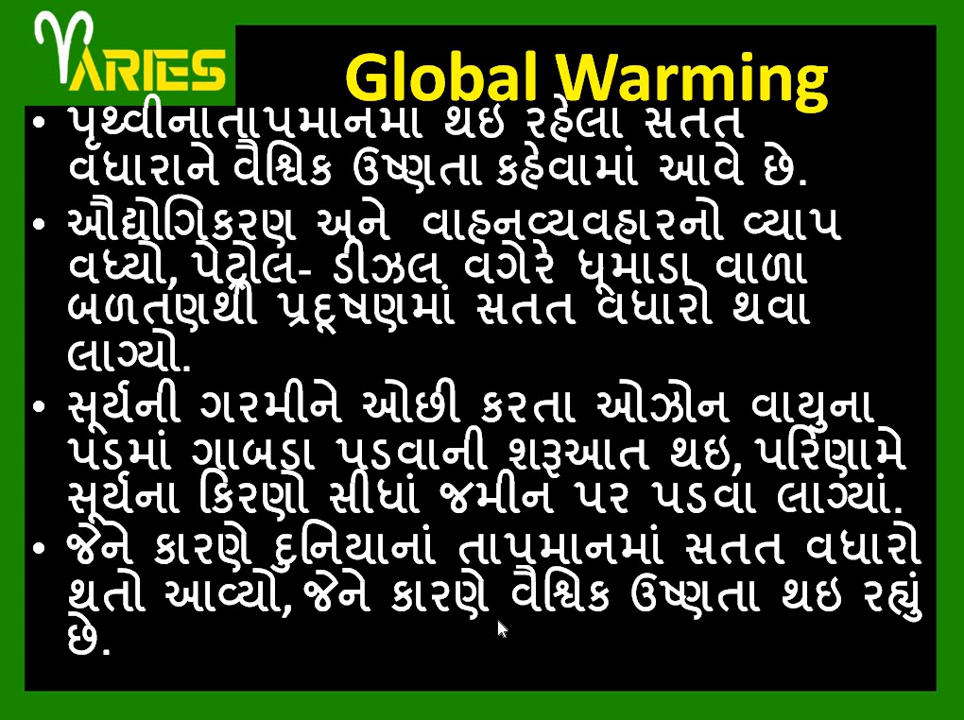 ARIES
Global Warming
• પૃથ્વીનાતાપમાનમાં થઇ રહેલા સતત
વધારાને વૈશ્વિક ઉષ્ણતા કહેવામાં આવે છે.
• ઔદ્યોગિકરણ અને વાહનવ્યવહારનો વ્યાપ
વધ્યો, પેટ્રોલ- ડીઝલ વગેરે ધૂમાડા વાળા
બળતણથી પ્રદૂષણમાં સતત વધારો થવા
લાગ્યો.
• સૂર્યની ગરમીને ઓછી કરતા ઓઝોન વાયુના
પડમાં ગાબડા પડવાની શરૂઆત થઇ, પરિણામે
સૂર્યના કિરણો સીધાં જમીન પર પડવા લાગ્યાં.
• જેને કારણે દુનિયાનાં તાપમાનમાં સતત વધારો
થતો આવ્યો, જેને કારણે વૈશ્વિક ઉષ્ણતા થઇ રહ્યું
છે.